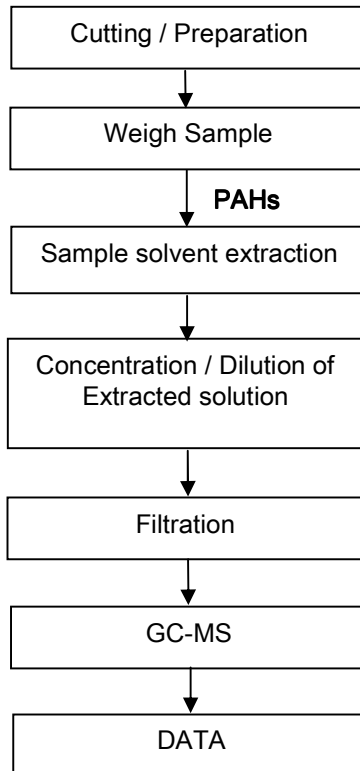 Cutting / Preparation
Weigh Sample
PAHs
Sample solvent extraction
Concentration / Dilution of
Extracted solution
Filtration
GC-MS
DATA